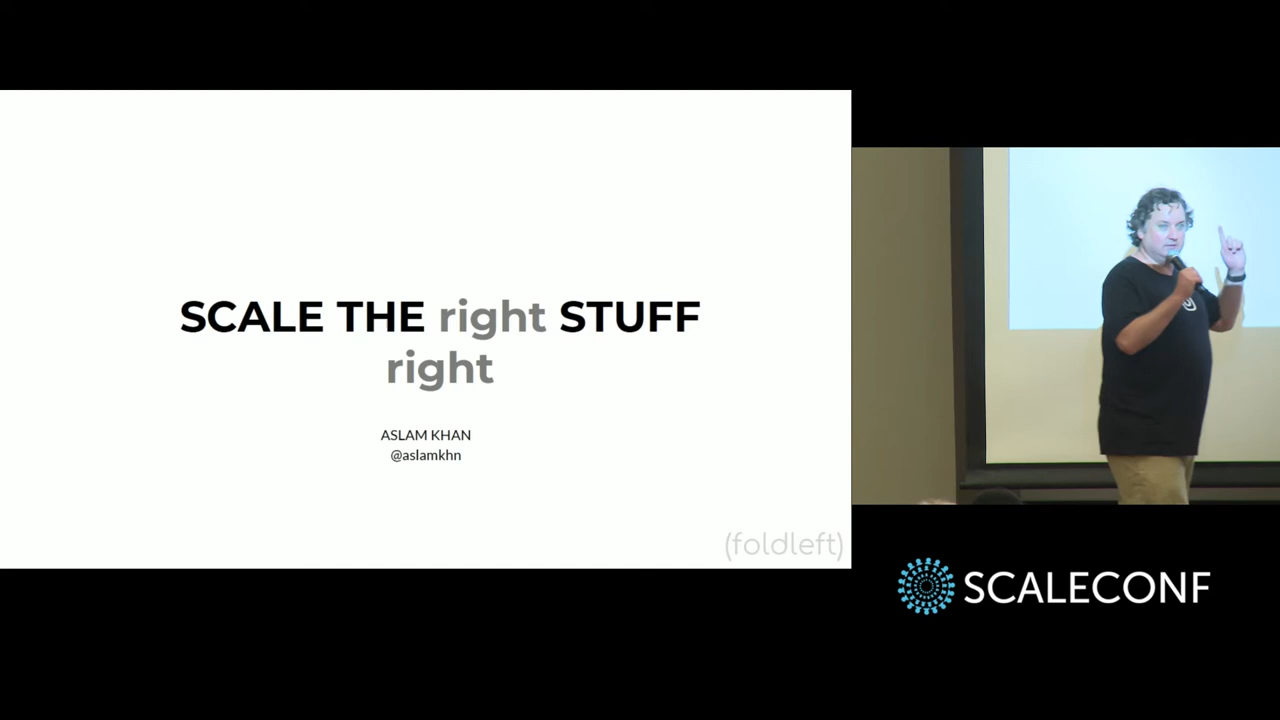 SCALE THE right STUFF
right
ASLAM KHAN
@aslamkhn
(foldleft)
SCALECONF